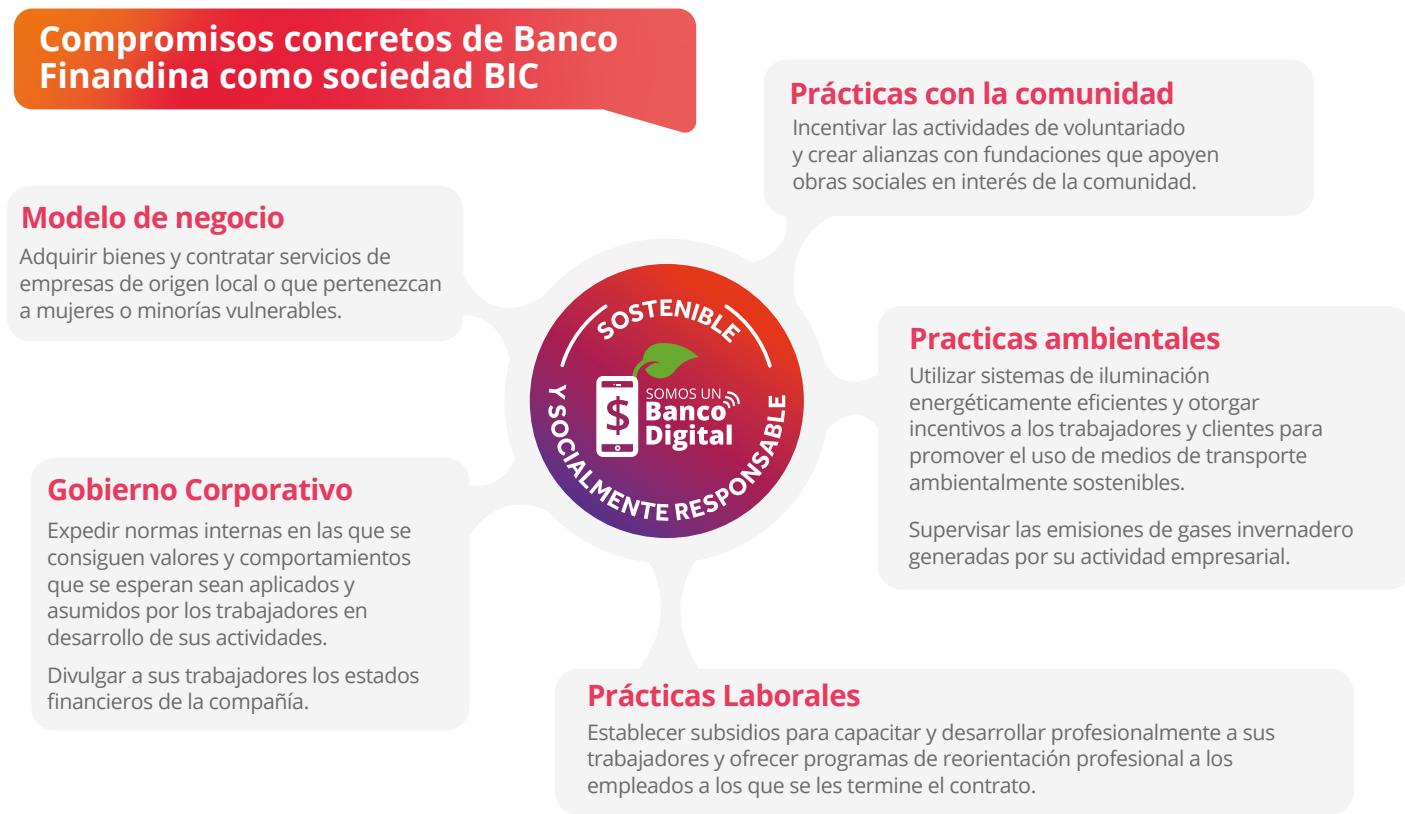 Compromisos concretos de Banco
Finandina como sociedad BIC
Prácticas con la comunidad
Incentivar las actividades de voluntariado
y crear alianzas con fundaciones que apoyen
obras sociales en interés de la comunidad.
Modelo de negocio
Adquirir bienes y contratar servicios de
empresas de origen local o que pertenezcan
a mujeres o minorías vulnerables.
SOSTENIBLE
Y SOCIALMENTE RESPONSABLE
$
SOMOS UN
Banco
Digital
Practicas ambientales
Utilizar sistemas de iluminación
energéticamente eficientes y otorgar
incentivos a los trabajadores y clientes para
promover el uso de medios de transporte
ambientalmente sostenibles.
Supervisar las emisiones de gases invernadero
generadas por su actividad empresarial.
Gobierno Corporativo
Expedir normas internas en las que se
consiguen valores y comportamientos
que se esperan sean aplicados y
asumidos por los trabajadores en
desarrollo de sus actividades.
Divulgar a sus trabajadores los estados
financieros de la compañía.
Prácticas Laborales
Establecer subsidios para capacitar y desarrollar profesionalmente a sus
trabajadores y ofrecer programas de reorientación profesional a los
empleados a los que se les termine el contrato.